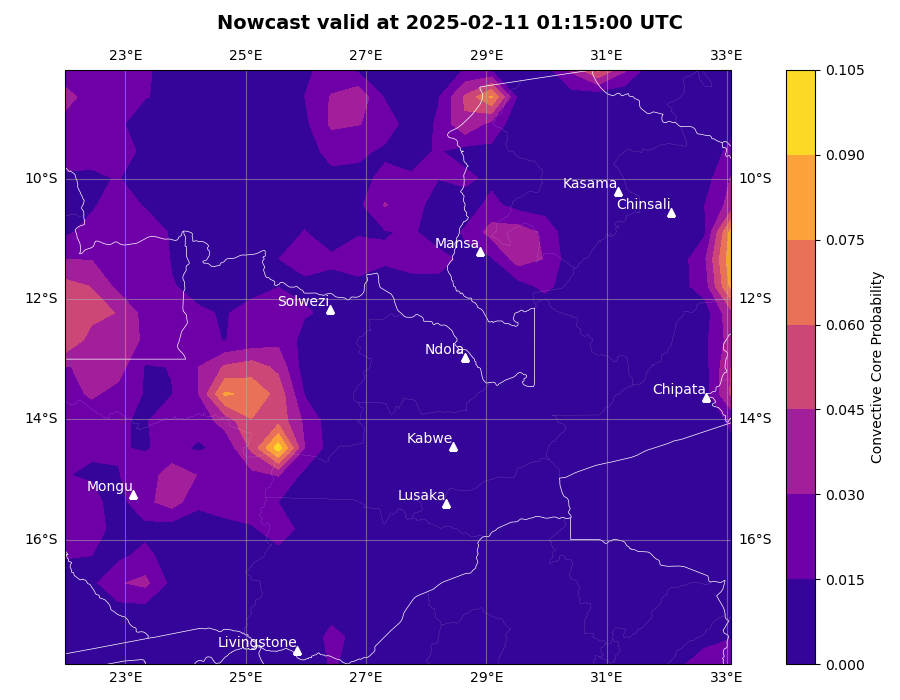 Nowcast valid at 2025-02-11 01:15:00 UTC
23°E 25°E 27°E 29°E 31°E 33°E
0.105
0.090
10°S 10°S
Kasama
Chinsali
0.075
Mansa
12°S 12°S
Solwezi
0.060
Ndola
Chipata
0.045
14°S 14°S
Kabwe
Mongu
Lusaka
0.030
16°S 16°S
0.015
Livingstone
0.000
23°E 25°E 27°E 29°E 31°E 33°E
Convective Core Probability